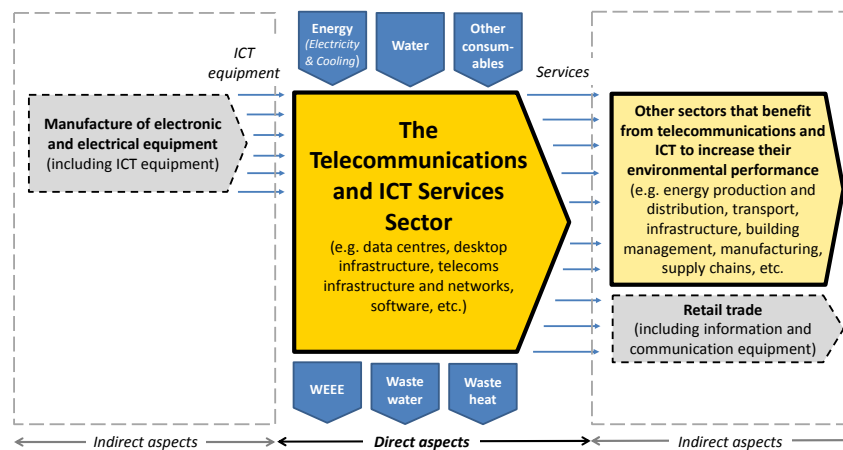 ICT
equipment
Energy
(Electricity
& Cooling)
Water
Other
consum-
ables
Services
Manufacture of electronic
and electrical equipment
(including ICT equipment)
The
Telecommunications
and ICT Services
Sector
(e.g. data centres, desktop
infrastructure, telecoms
infrastructure and networks,
software, etc.)
Other sectors that benefit
from telecommunications and
ICT to increase their
environmental performance
(e.g. energy production and
distribution, transport,
infrastructure, building
management, manufacturing,
supply chains, etc.
Retail trade
(including information and
communication equipment)
WEEE
Waste
water
Waste
heat
Indirect aspects
Direct aspects
Indirect aspects